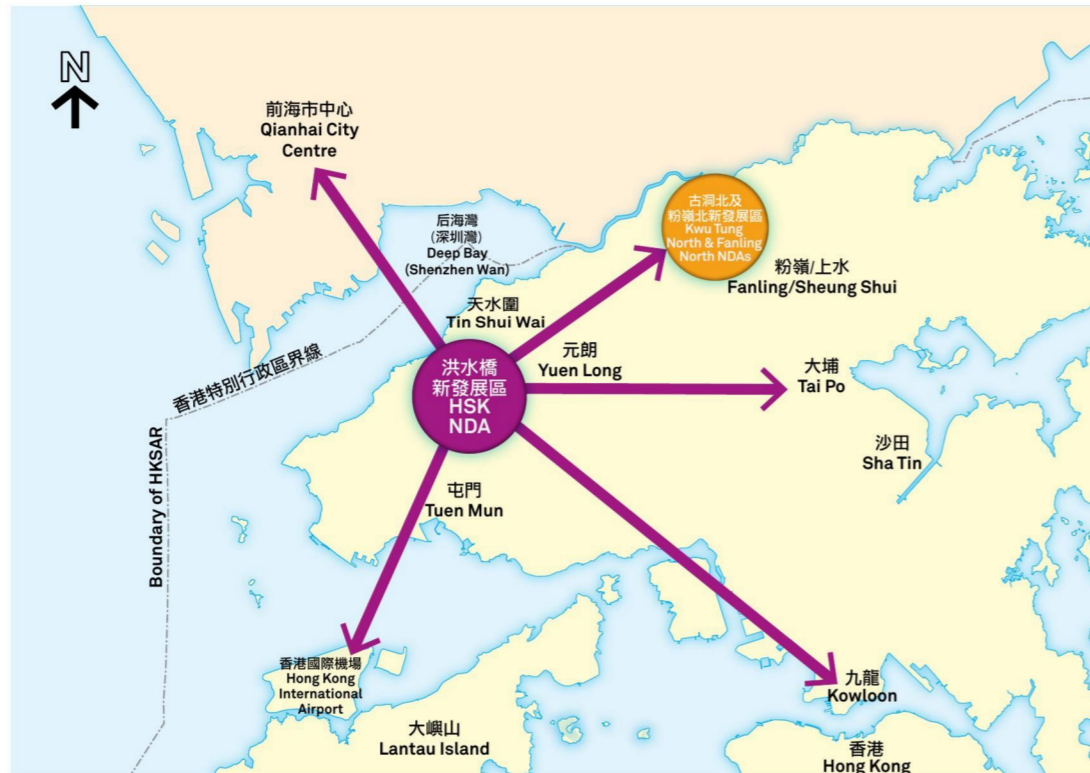 N
前海市中心
Qianhai City
Centre
后海灣
(深圳灣)
Deep Bay
(Shenzhen Wan)
古洞北及
粉嶺北新發展區
Kwu Tung
North & Fanling
North NDAs
粉嶺/上水
Fanling/Sheung Shui
天水圍
Tin Shui Wai
元朗
Yuen Long
洪水橋
新發展區
HSK
NDA
大埔
Tai Po
沙田
Sha Tin
香港特別行政區界線
Boundary of HKSAR
屯門
Tuen Mun
香港國際機場
Hong Kong
International
Airport
大嶼山
Lantau Island
九龍
Kowloon
香港
Hong Kong